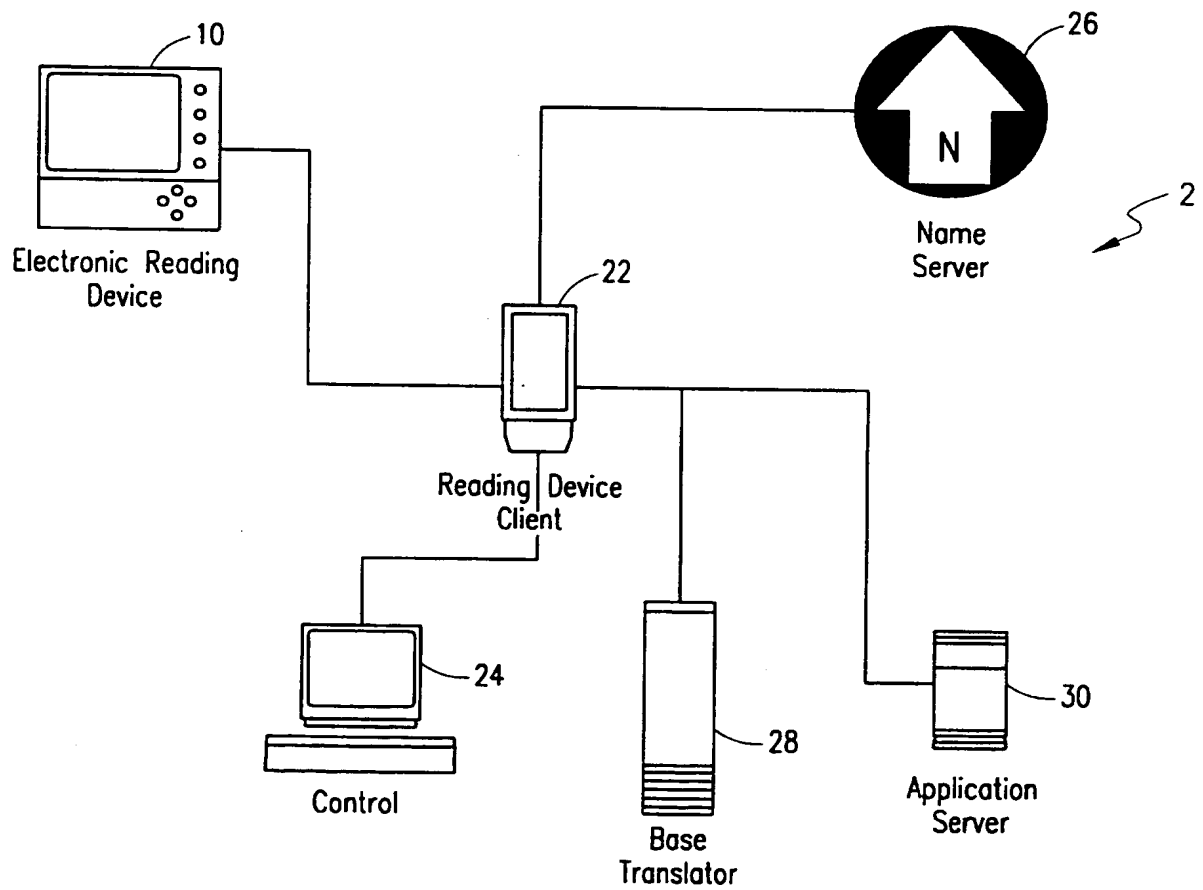 10
26
N
2
Name
Server
Electronic Reading
Device
22
Reading Device
Client
24
Control
28
Base
Translator
30
Application
Server